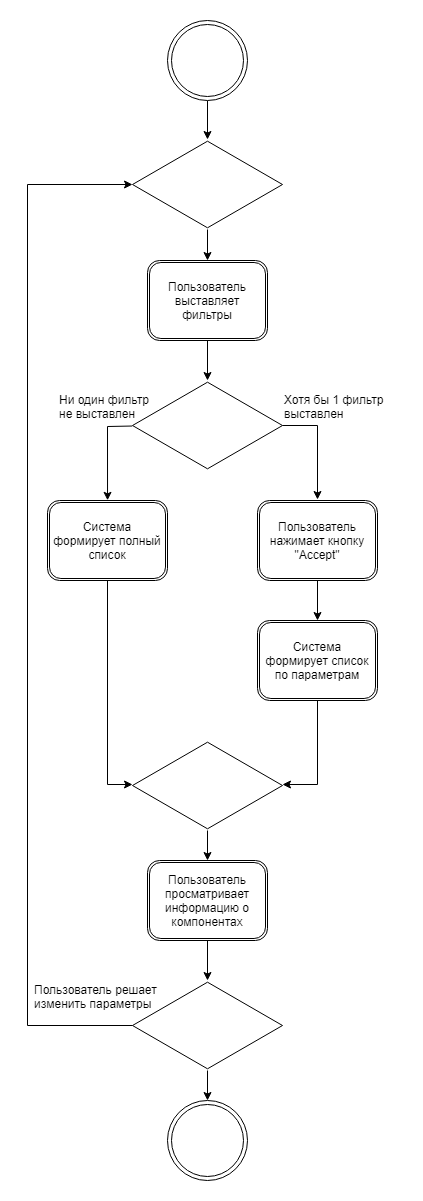 Пользователь
выставляет
фильтры
Ни один фильтр
не выставлен
Хотя бы 1 фильтр
выставлен
Система
формирует полный
список
Пользователь
нажимает кнопку
"Accept"
Система
формирует список
по параметрам
Пользователь
просматривает
информацию о
компонентах
Пользователь решает
изменить параметры